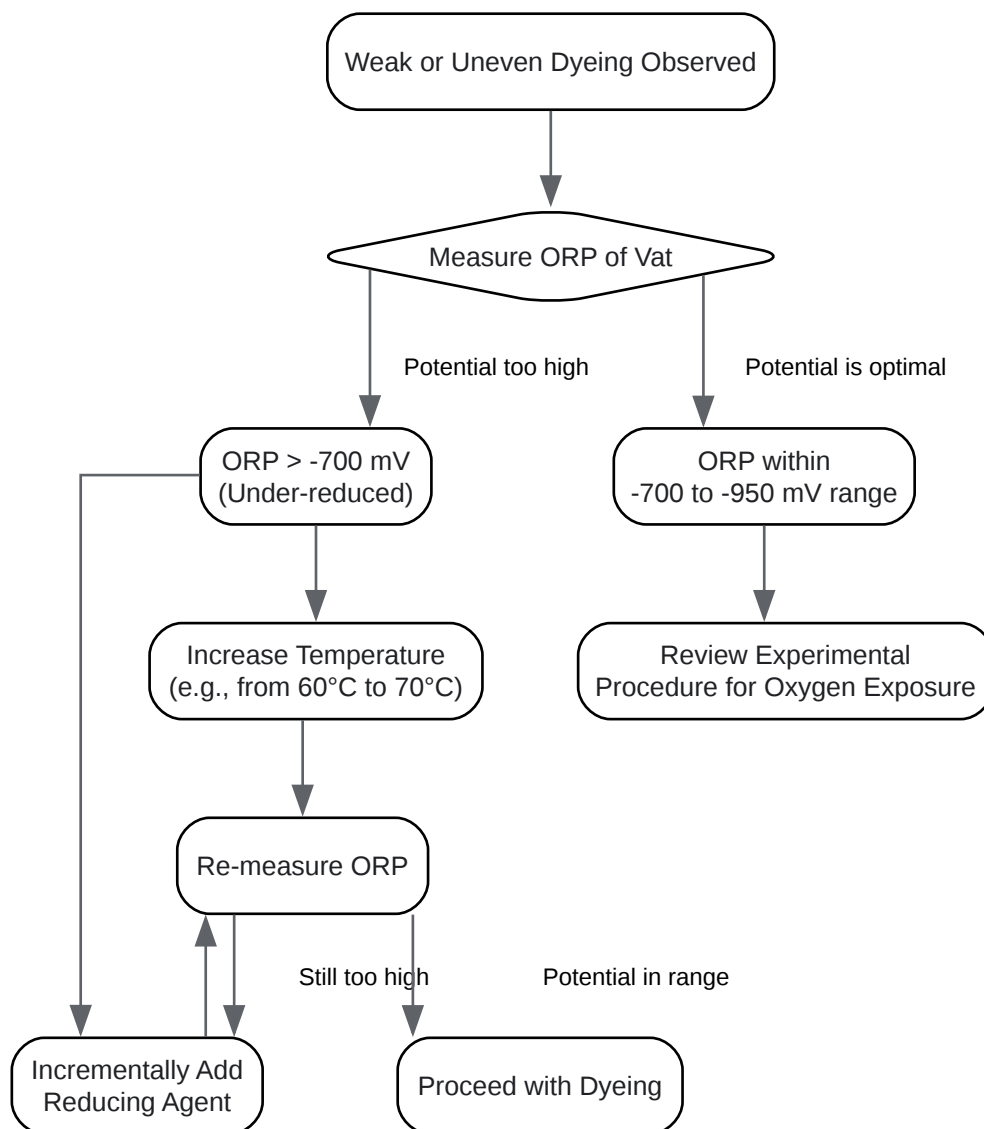 Weak or Uneven Dyeing Observed
Measure ORP of Vat
Potential too high
Potential is optimal
ORP > -700 mV
(Under-reduced)
ORP within
-700 to -950 mV range
Increase Temperature
(e.g., from 60°C to 70°C)
Review Experimental
Procedure for Oxygen Exposure
Re-measure ORP
Still too high
Potential in range
Incrementally Add
Reducing Agent
Proceed with Dyeing